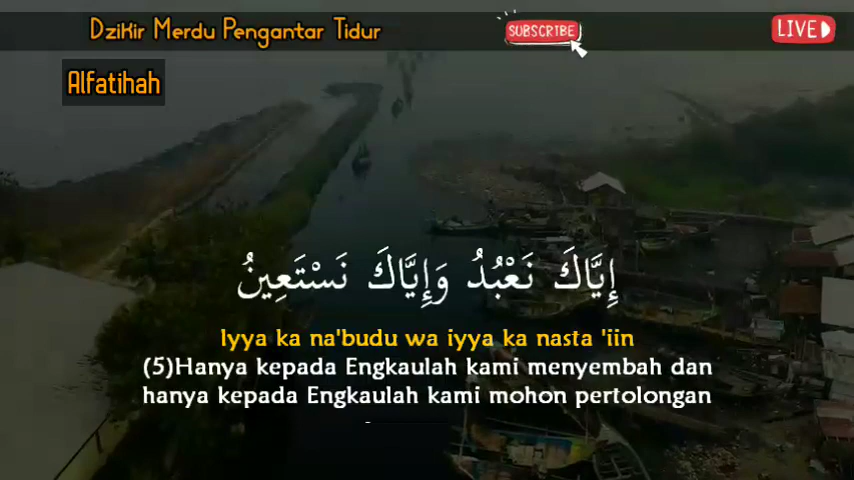 Dzikir Merdu Pengantar Tidur
SUBSCRIBE
LIVE
Alfatihah
إِيَّاكَ نَعْبُدُ وَإِيَّاكَ نَسْتَعِينُ
Iyya ka na'budu wa iyya ka nasta 'iin
(5)Hanya kepada Engkaulah kami menyembah dan
hanya kepada Engkaulah kami mohon pertolongan